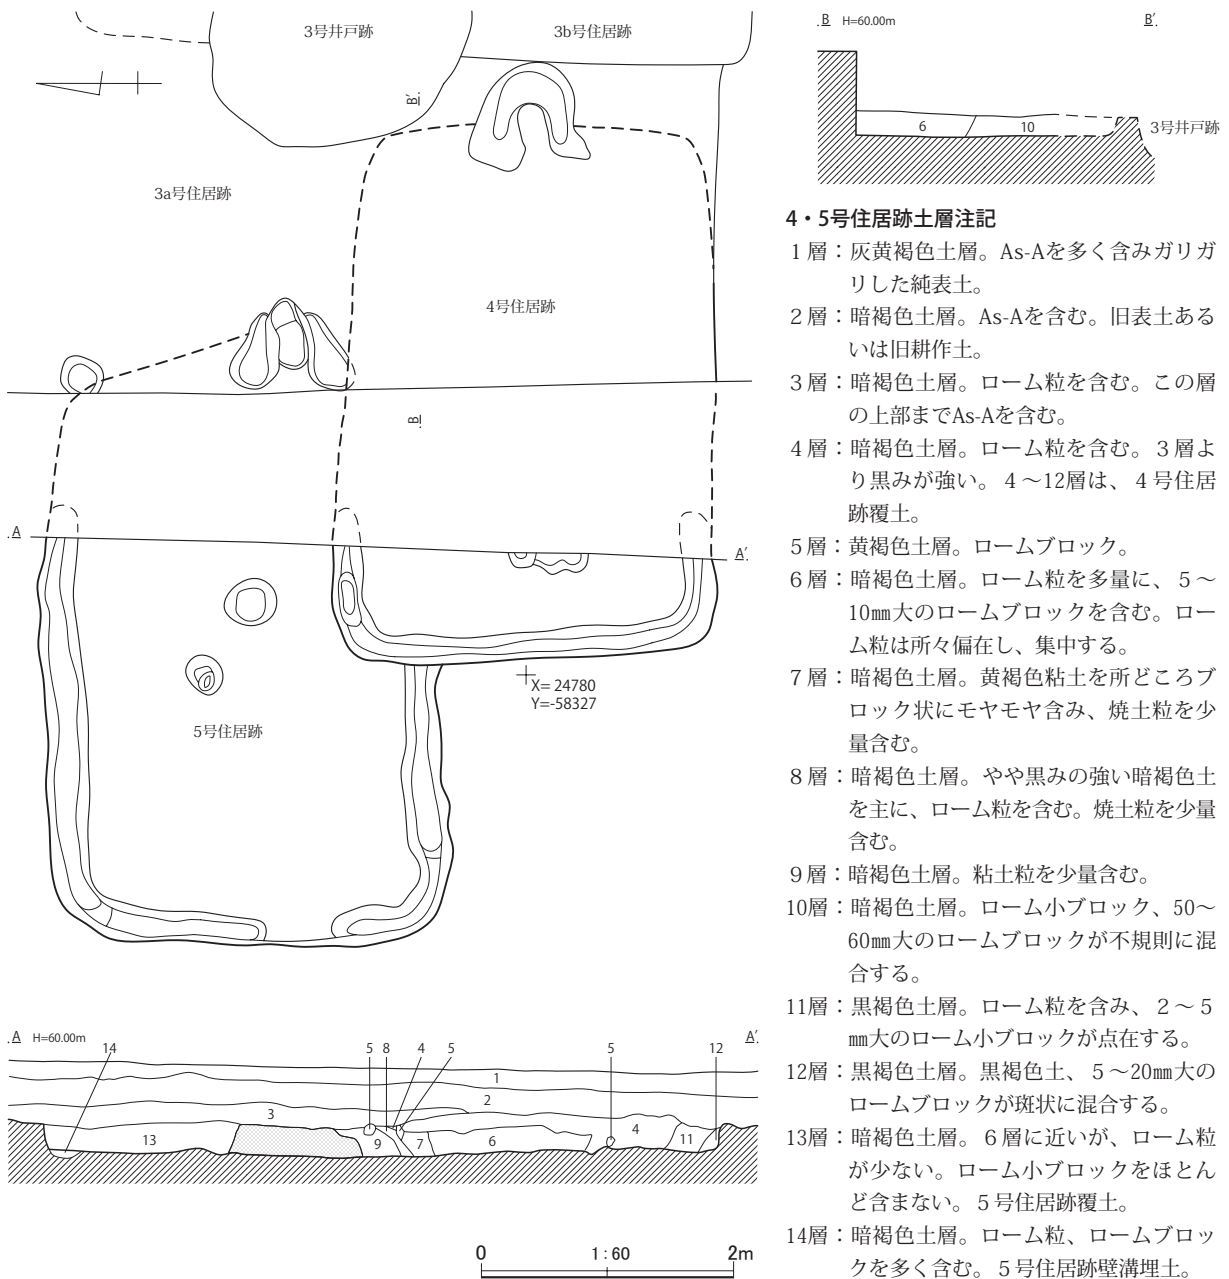 3号井戸跡
3b号住居跡
B′
3a号住居跡
4号住居跡
B
A
A′
X= 24780
Y=-58327
5号住居跡
B H=60.00m B′
6
10
3号井戸跡
4・5号住居跡土層注記
1層：灰黄褐色土層。As-Aを多く含みガリガ
リした純表土。
2層：暗褐色土層。As-Aを含む。旧表土ある
いは旧耕作土。
3層：暗褐色土層。ローム粒を含む。この層
の上部までAs-Aを含む。
4層：暗褐色土層。ローム粒を含む。3層よ
り黒みが強い。4～12層は、4号住居
跡覆土。
5層：黄褐色土層。ロームブロック。
6層：暗褐色土層。ローム粒を多量に、5～
10㎜大のロームブロックを含む。ロー
ム粒は所々偏在し、集中する。
7層：暗褐色土層。黄褐色粘土を所どころブ
ロック状にモヤモヤ含み、焼土粒を少
量含む。
8層：暗褐色土層。やや黒みの強い暗褐色土
を主に、ローム粒を含む。焼土粒を少量
含む。
9層：暗褐色土層。粘土粒を少量含む。
10層：暗褐色土層。ローム小ブロック、50～
60㎜大のロームブロックが不規則に混
合する。
11層：黒褐色土層。ローム粒を含み、2～5
㎜大のローム小ブロックが点在する。
12層：黒褐色土層。黒褐色土、5～20㎜大の
ロームブロックが斑状に混合する。
13層：暗褐色土層。6層に近いが、ローム粒
が少ない。ローム小ブロックをほとん
ど含まない。5号住居跡覆土。
14層：暗褐色土層。ローム粒、ロームブロッ
クを多く含む。5号住居跡壁溝埋土。
A H=60.00m A′
14 5 8 4 5 5 12
1
2
3
4
13 9 7 6 11
0 1:60 2m